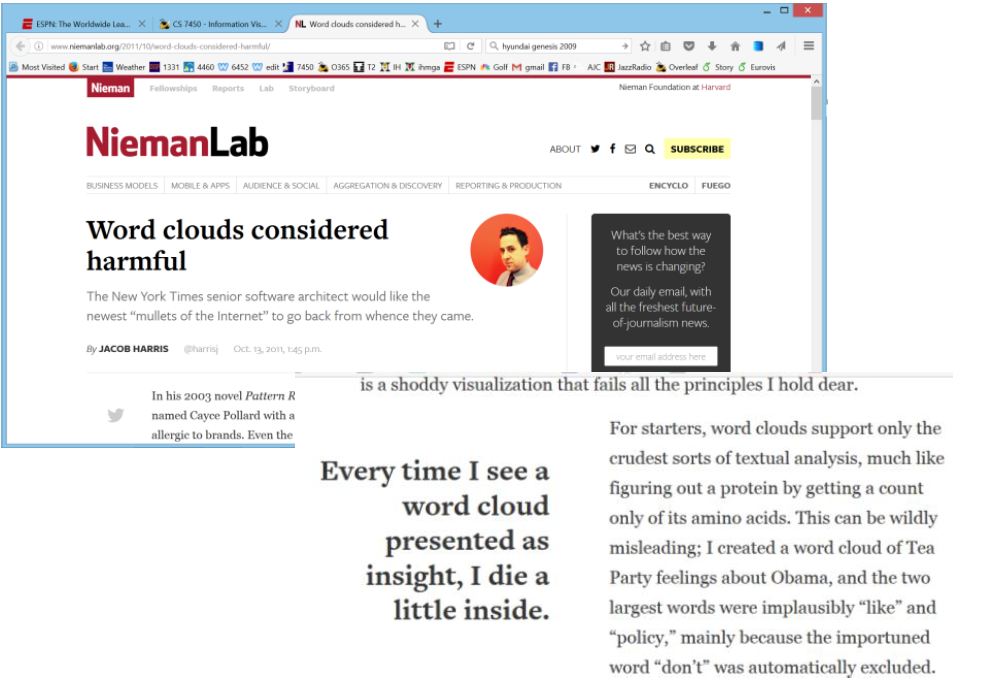 ESPN: The Worldwide Lea... CS 7450 - Information Vis... NL Word clouds considered h...
www.niemanlab.org/2011/10/word-clouds-considered-harmful/ hyundai genesis 2009
Most Visited Start Weather 1331 4460 6452 edit 7450 O365 T2 IH ihmga ESPN Golf gmail FB AJC JazzRadio Overleaf Story Eurovis
Nieman Fellowships Reports Lab Storyboard Nieman Foundation at Harvard
NiemanLab
ABOUT SUBSCRIBE
BUSINESS MODELS MOBILE & APPS AUDIENCE & SOCIAL AGGREGATION & DISCOVERY REPORTING & PRODUCTION ENCYCLO FUEGO
Word clouds considered
harmful
The New York Times senior software architect would like the
newest “mullets of the Internet” to go back from whence they came.
By JACOB HARRIS @harrisj Oct. 13, 2011, 1:45 p.m.
What's the best way
to follow how the
news is changing?
Our daily email, with
all the freshest future-
of-journalism news.
your email address here
In his 2003 novel Pattern R
named Cayce Pollard with a
allergic to brands. Even the
is a shoddy visualization that fails all the principles I hold dear.
Every time I see a
word cloud
presented as
insight, I die a
little inside.
For starters, word clouds support only the
crudest sorts of textual analysis, much like
figuring out a protein by getting a count
only of its amino acids. This can be wildly
misleading; I created a word cloud of Tea
Party feelings about Obama, and the two
largest words were implausibly “like” and
“policy,” mainly because the importuned
word “don’t” was automatically excluded.